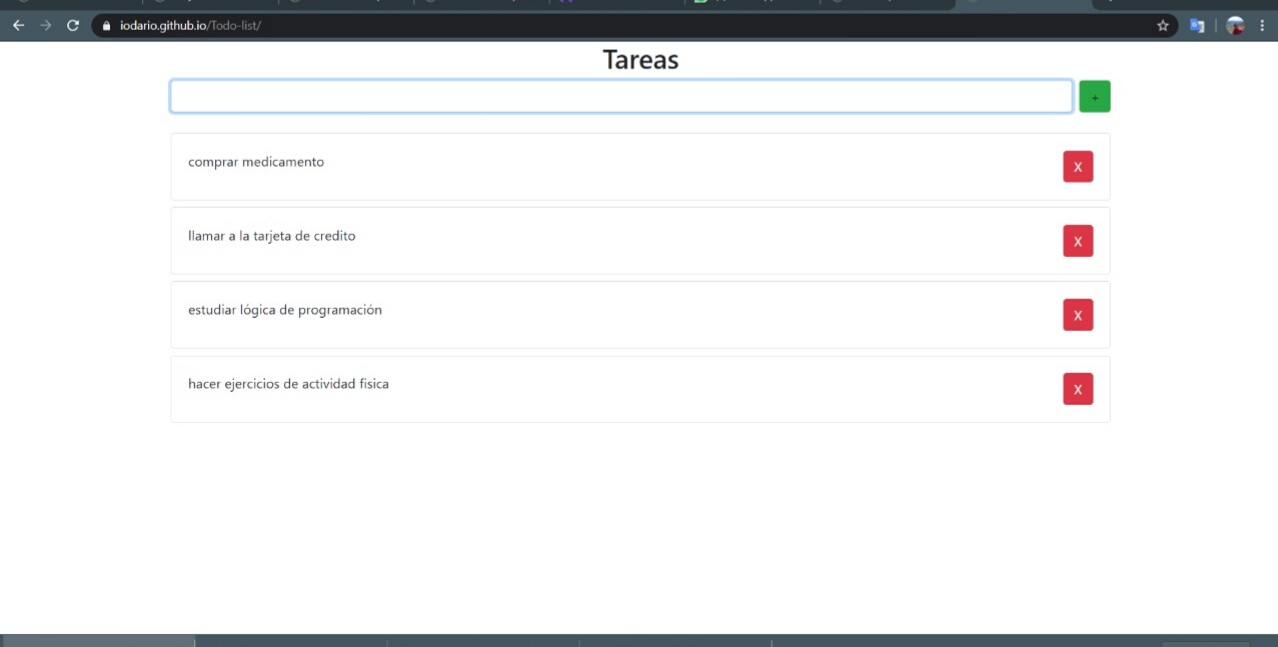 iodario.github.io/Todo-list/
Tareas
+
comprar medicamento
X
llamar a la tarjeta de credito
X
estudiar lógica de programación
X
hacer ejercicios de actividad fisica
X